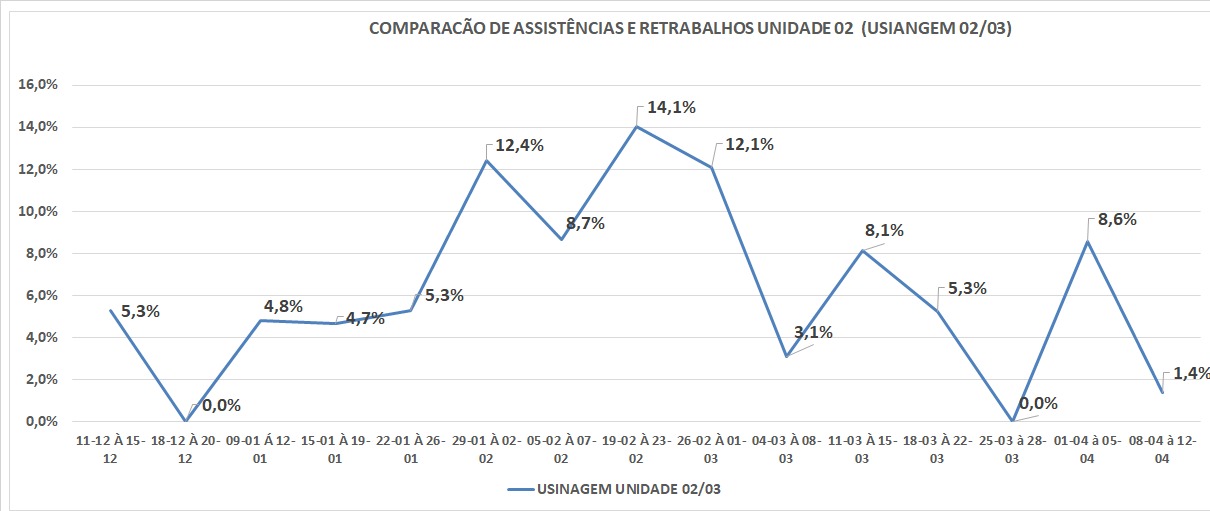 COMPARACÃO DE ASSISTÊNCIAS E RETRABALHOS UNIDADE 02 (USIANGEM 02/03)
16,0%
14,0%
12,0%
10,0%
8,0%
6,0%
4,0%
2,0%
0,0%
5,3%
0,0%
4,8%
4,7%
5,3%
12,4%
8,7%
14,1%
12,1%
3,1%
8,1%
5,3%
0,0%
8,6%
1,4%
11-12 À 15-
12
18-12 À 20-
12
09-01 Á 12-
01
15-01 À 19-
01
22-01 À 26-
01
29-01 À 02-
02
05-02 À 07-
02
19-02 À 23-
02
26-02 À 01-
03
04-03 À 08-
03
11-03 À 15-
03
18-03 À 22-
03
25-03 à 28-
03
01-04 à 05-
04
08-04 à 12-
04
USINAGEM UNIDADE 02/03